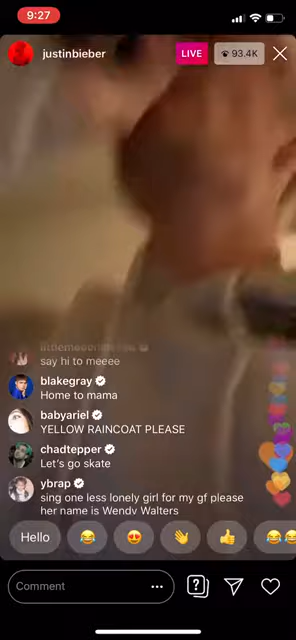 9:27
justinbieber LIVE 93.4K
say hi to meeee
blakegray
Home to mama
babyariel
YELLOW RAINCOAT PLEASE
chadtepper
Let's go skate
ybrap
sing one less lonely girl for my gf please
her name is Wendy Walters
Hello
Comment